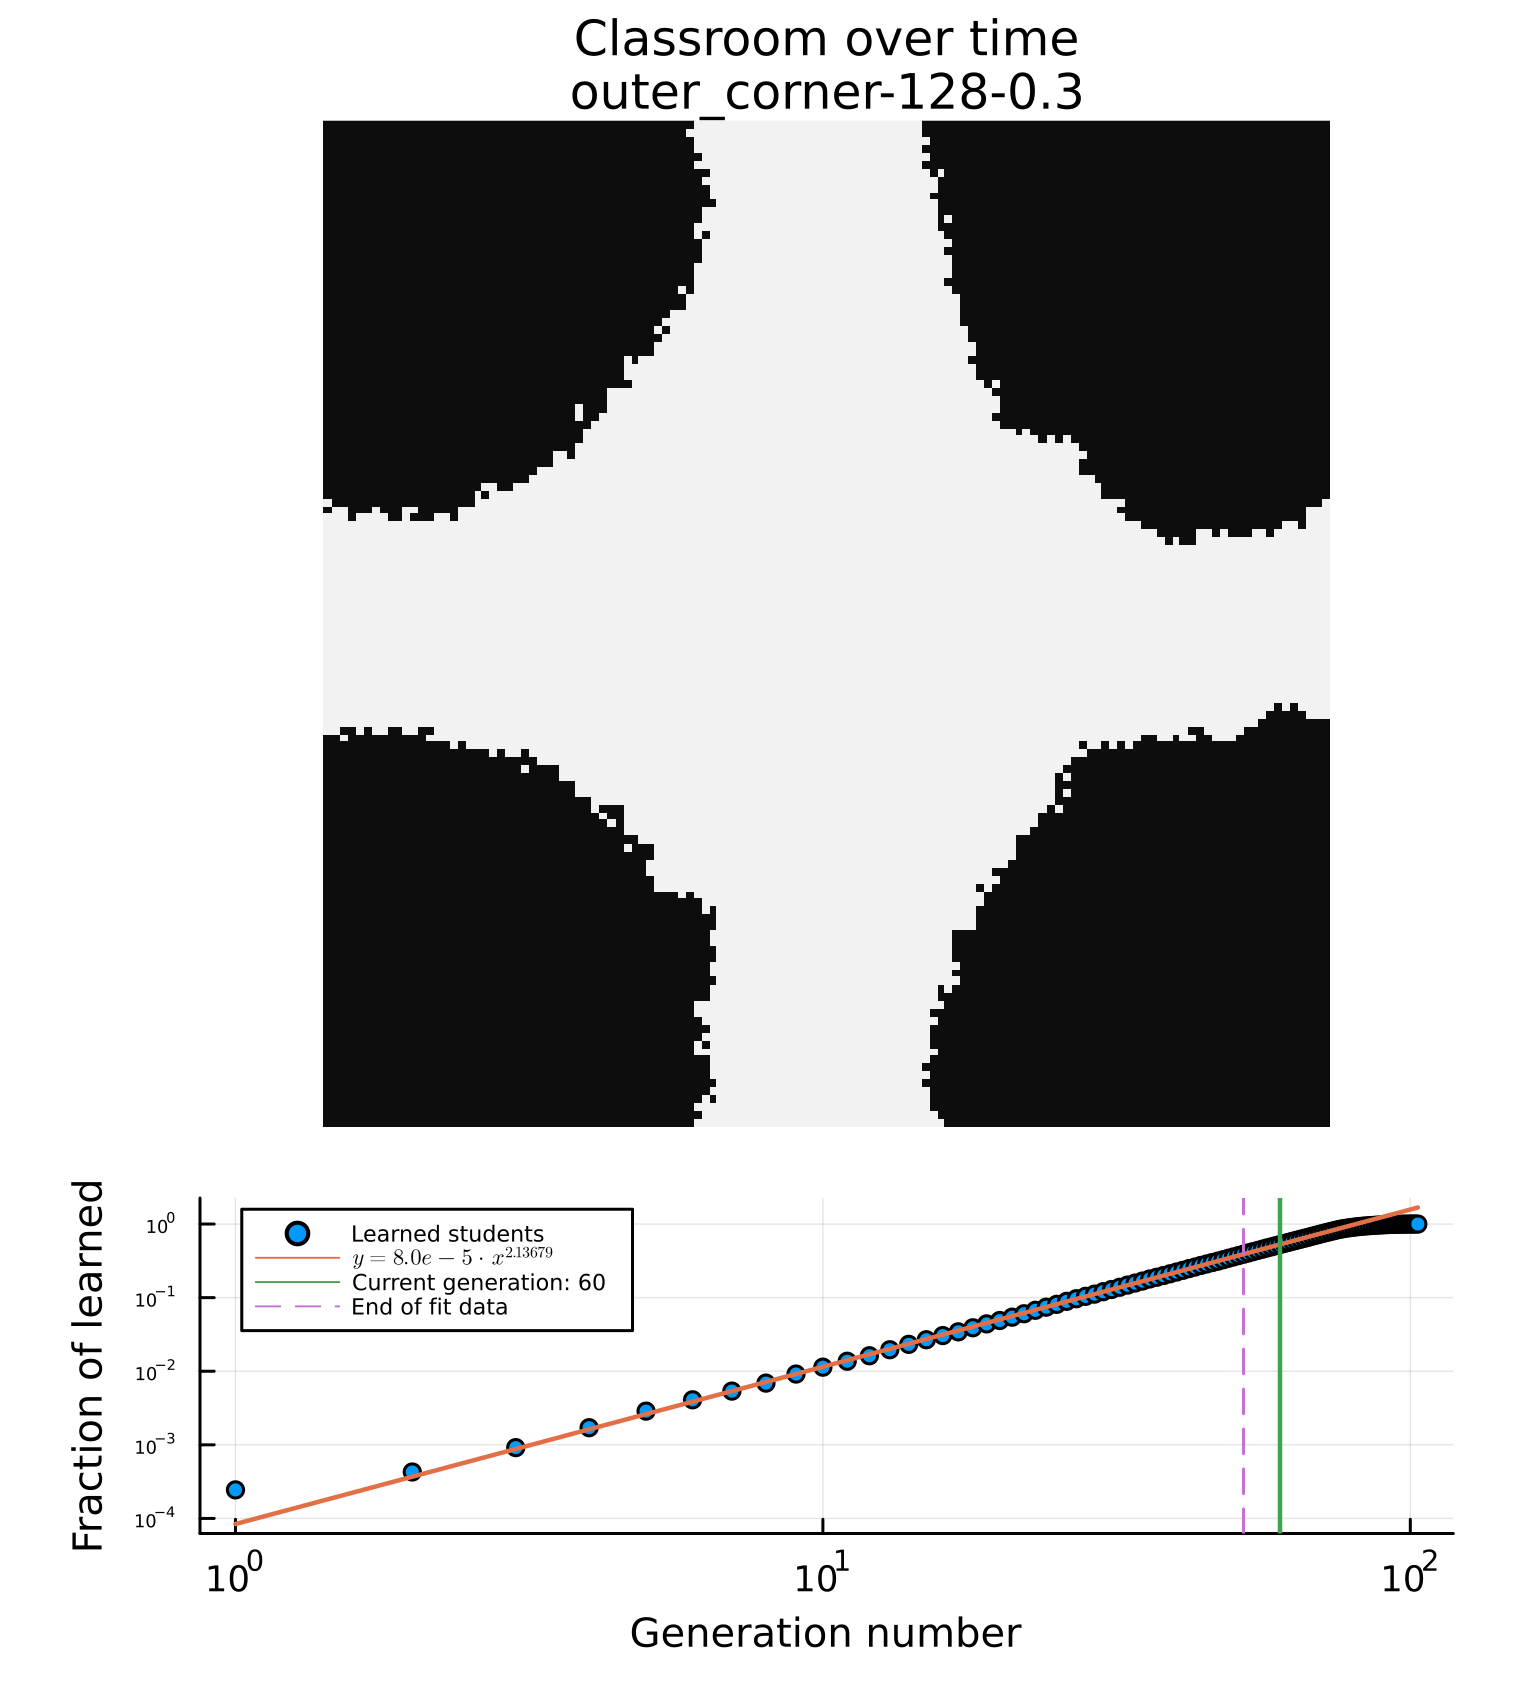 Classroom over time
outer_corner-128-0.3
Fraction of learned
10^0
10^-1
10^-2
10^-3
10^-4
Learned students
y = 8.0e − 5 · x^2.13679
Current generation: 60
End of fit data
10^0 10^1 10^2
Generation number